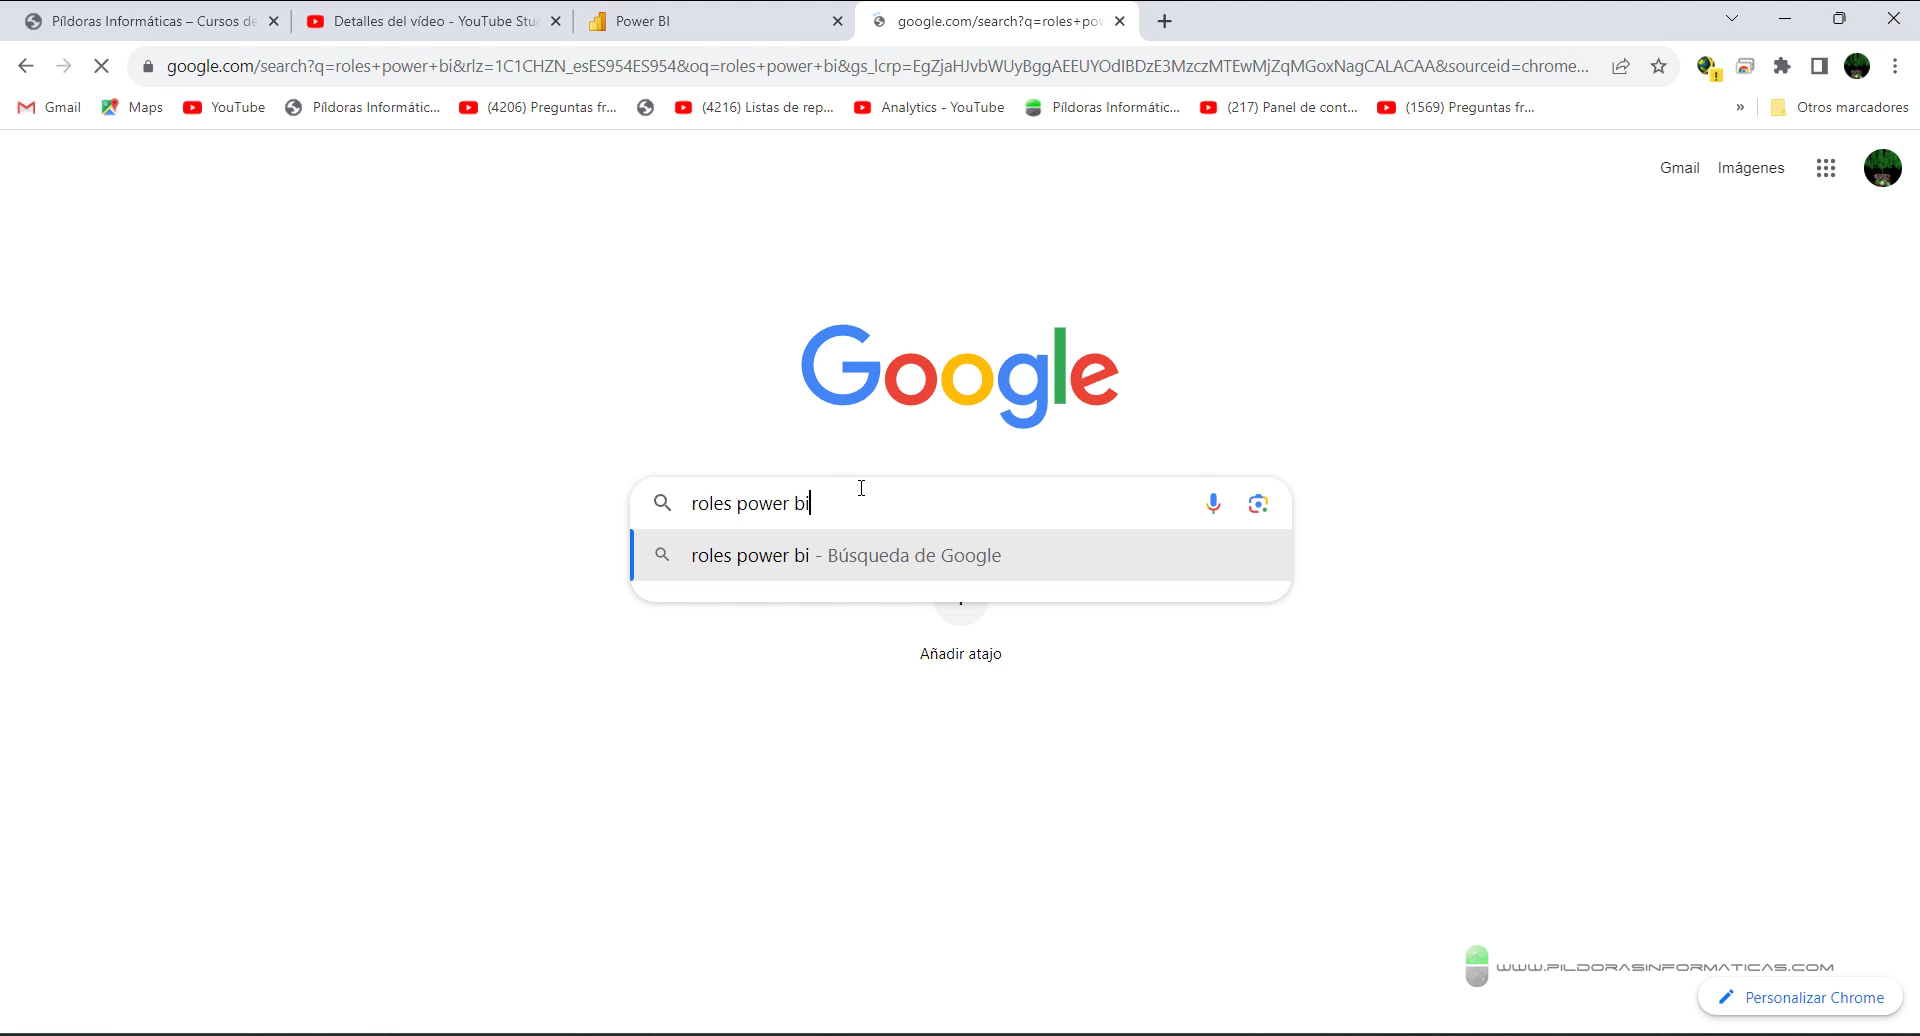 Píldoras Informáticas – Cursos de
Detalles del vídeo - YouTube Stu
Power BI
google.com/search?q=roles+pow
google.com/search?q=roles+power+bi&rlz=1C1CHZN_esES954ES954&oq=roles+power+bi&gs_lcrp=EgZjaHJvbWUyBggAEEUYOdIBDzE3MzczMTEwMjZqMGoxNagCALACAA&sourceid=chrome...
Gmail
Maps
YouTube
Píldoras Informátic...
(4206) Preguntas fr...
(4216) Listas de rep...
Analytics - YouTube
Píldoras Informátic...
(217) Panel de cont...
(1569) Preguntas fr...
»
Otros marcadores
Gmail
Imágenes
Google
roles power bi
roles power bi - Búsqueda de Google
Añadir atajo
WWW.PILDORASINFORMATICAS.COM
Personalizar Chrome